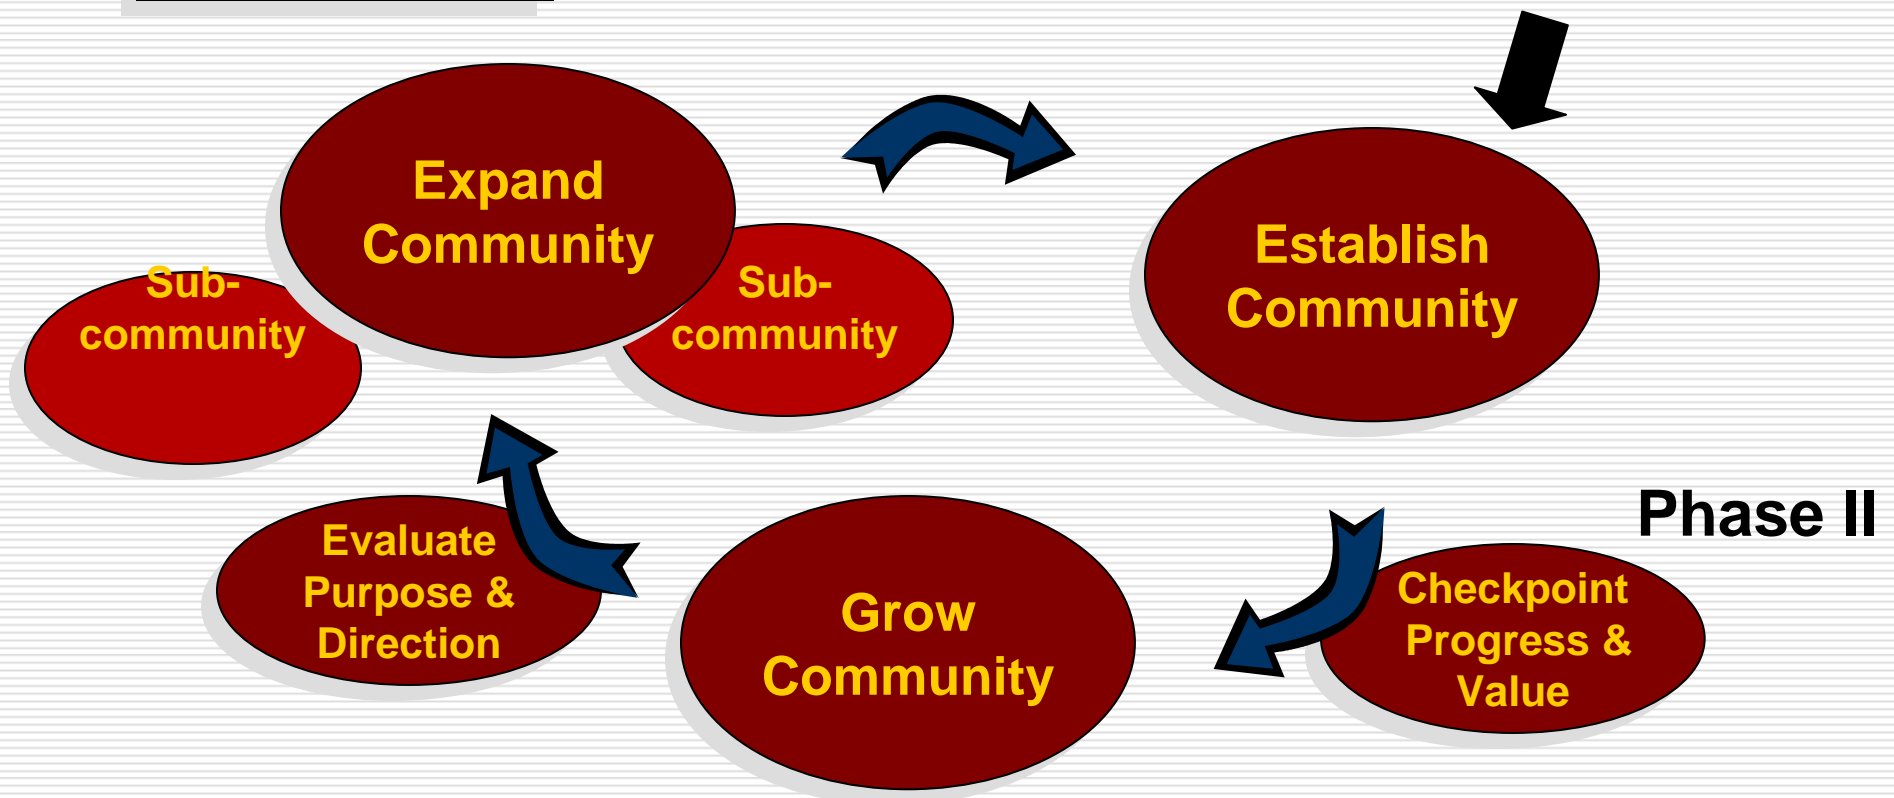 Expand
Community
Sub-
community
Sub-
community
Establish
Community
Phase II
Evaluate
Purpose &
Direction
Grow
Community
Checkpoint
Progress &
Value